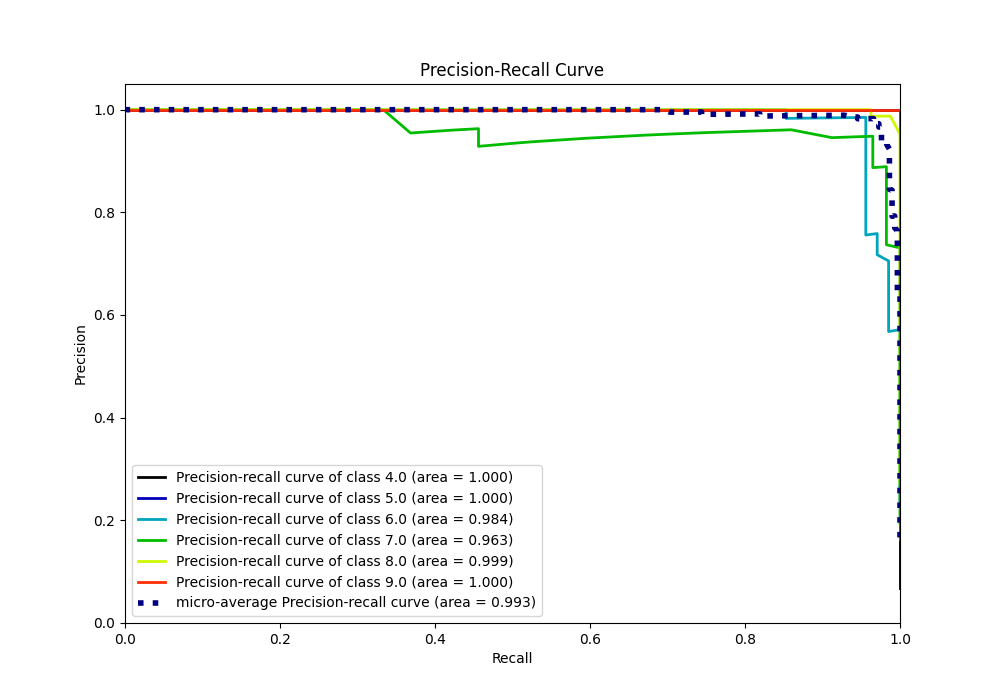 Precision-Recall Curve
1.0
0.8
0.6
0.4
0.2
0.0
Precision
Precision-recall curve of class 4.0 (area = 1.000)
Precision-recall curve of class 5.0 (area = 1.000)
Precision-recall curve of class 6.0 (area = 0.984)
Precision-recall curve of class 7.0 (area = 0.963)
Precision-recall curve of class 8.0 (area = 0.999)
Precision-recall curve of class 9.0 (area = 1.000)
micro-average Precision-recall curve (area = 0.993)
0.0 0.2 0.4 0.6 0.8 1.0
Recall